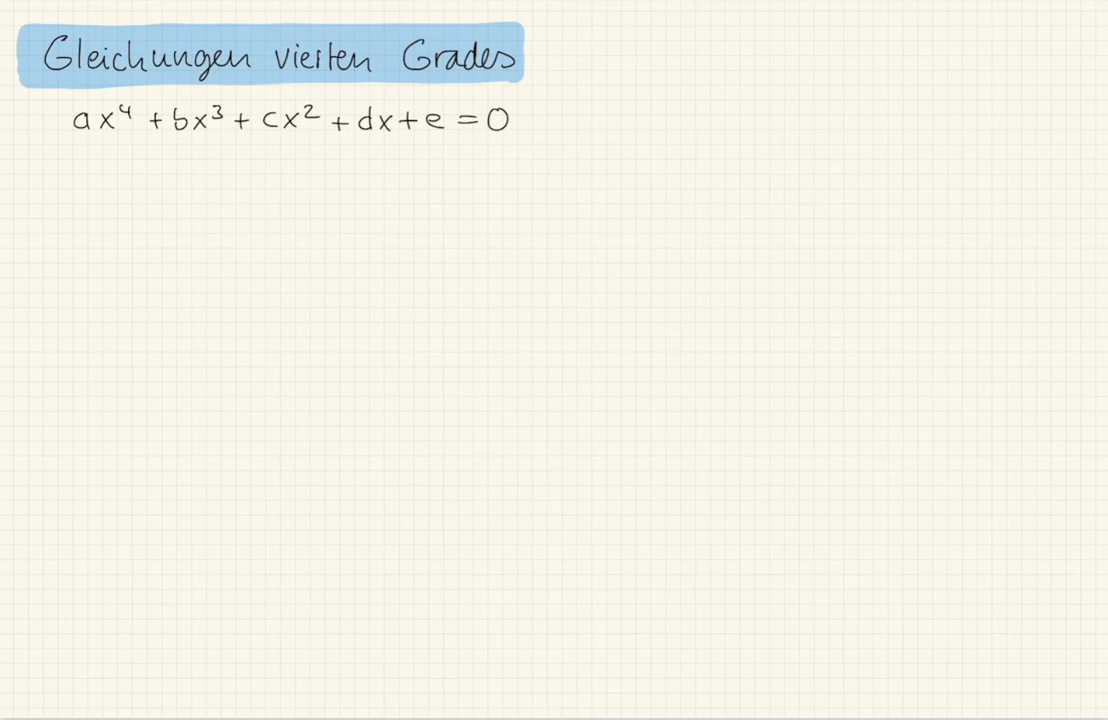 Gleichungen vierten Grades
ax⁴ + bx³ + cx² + dx + e = 0